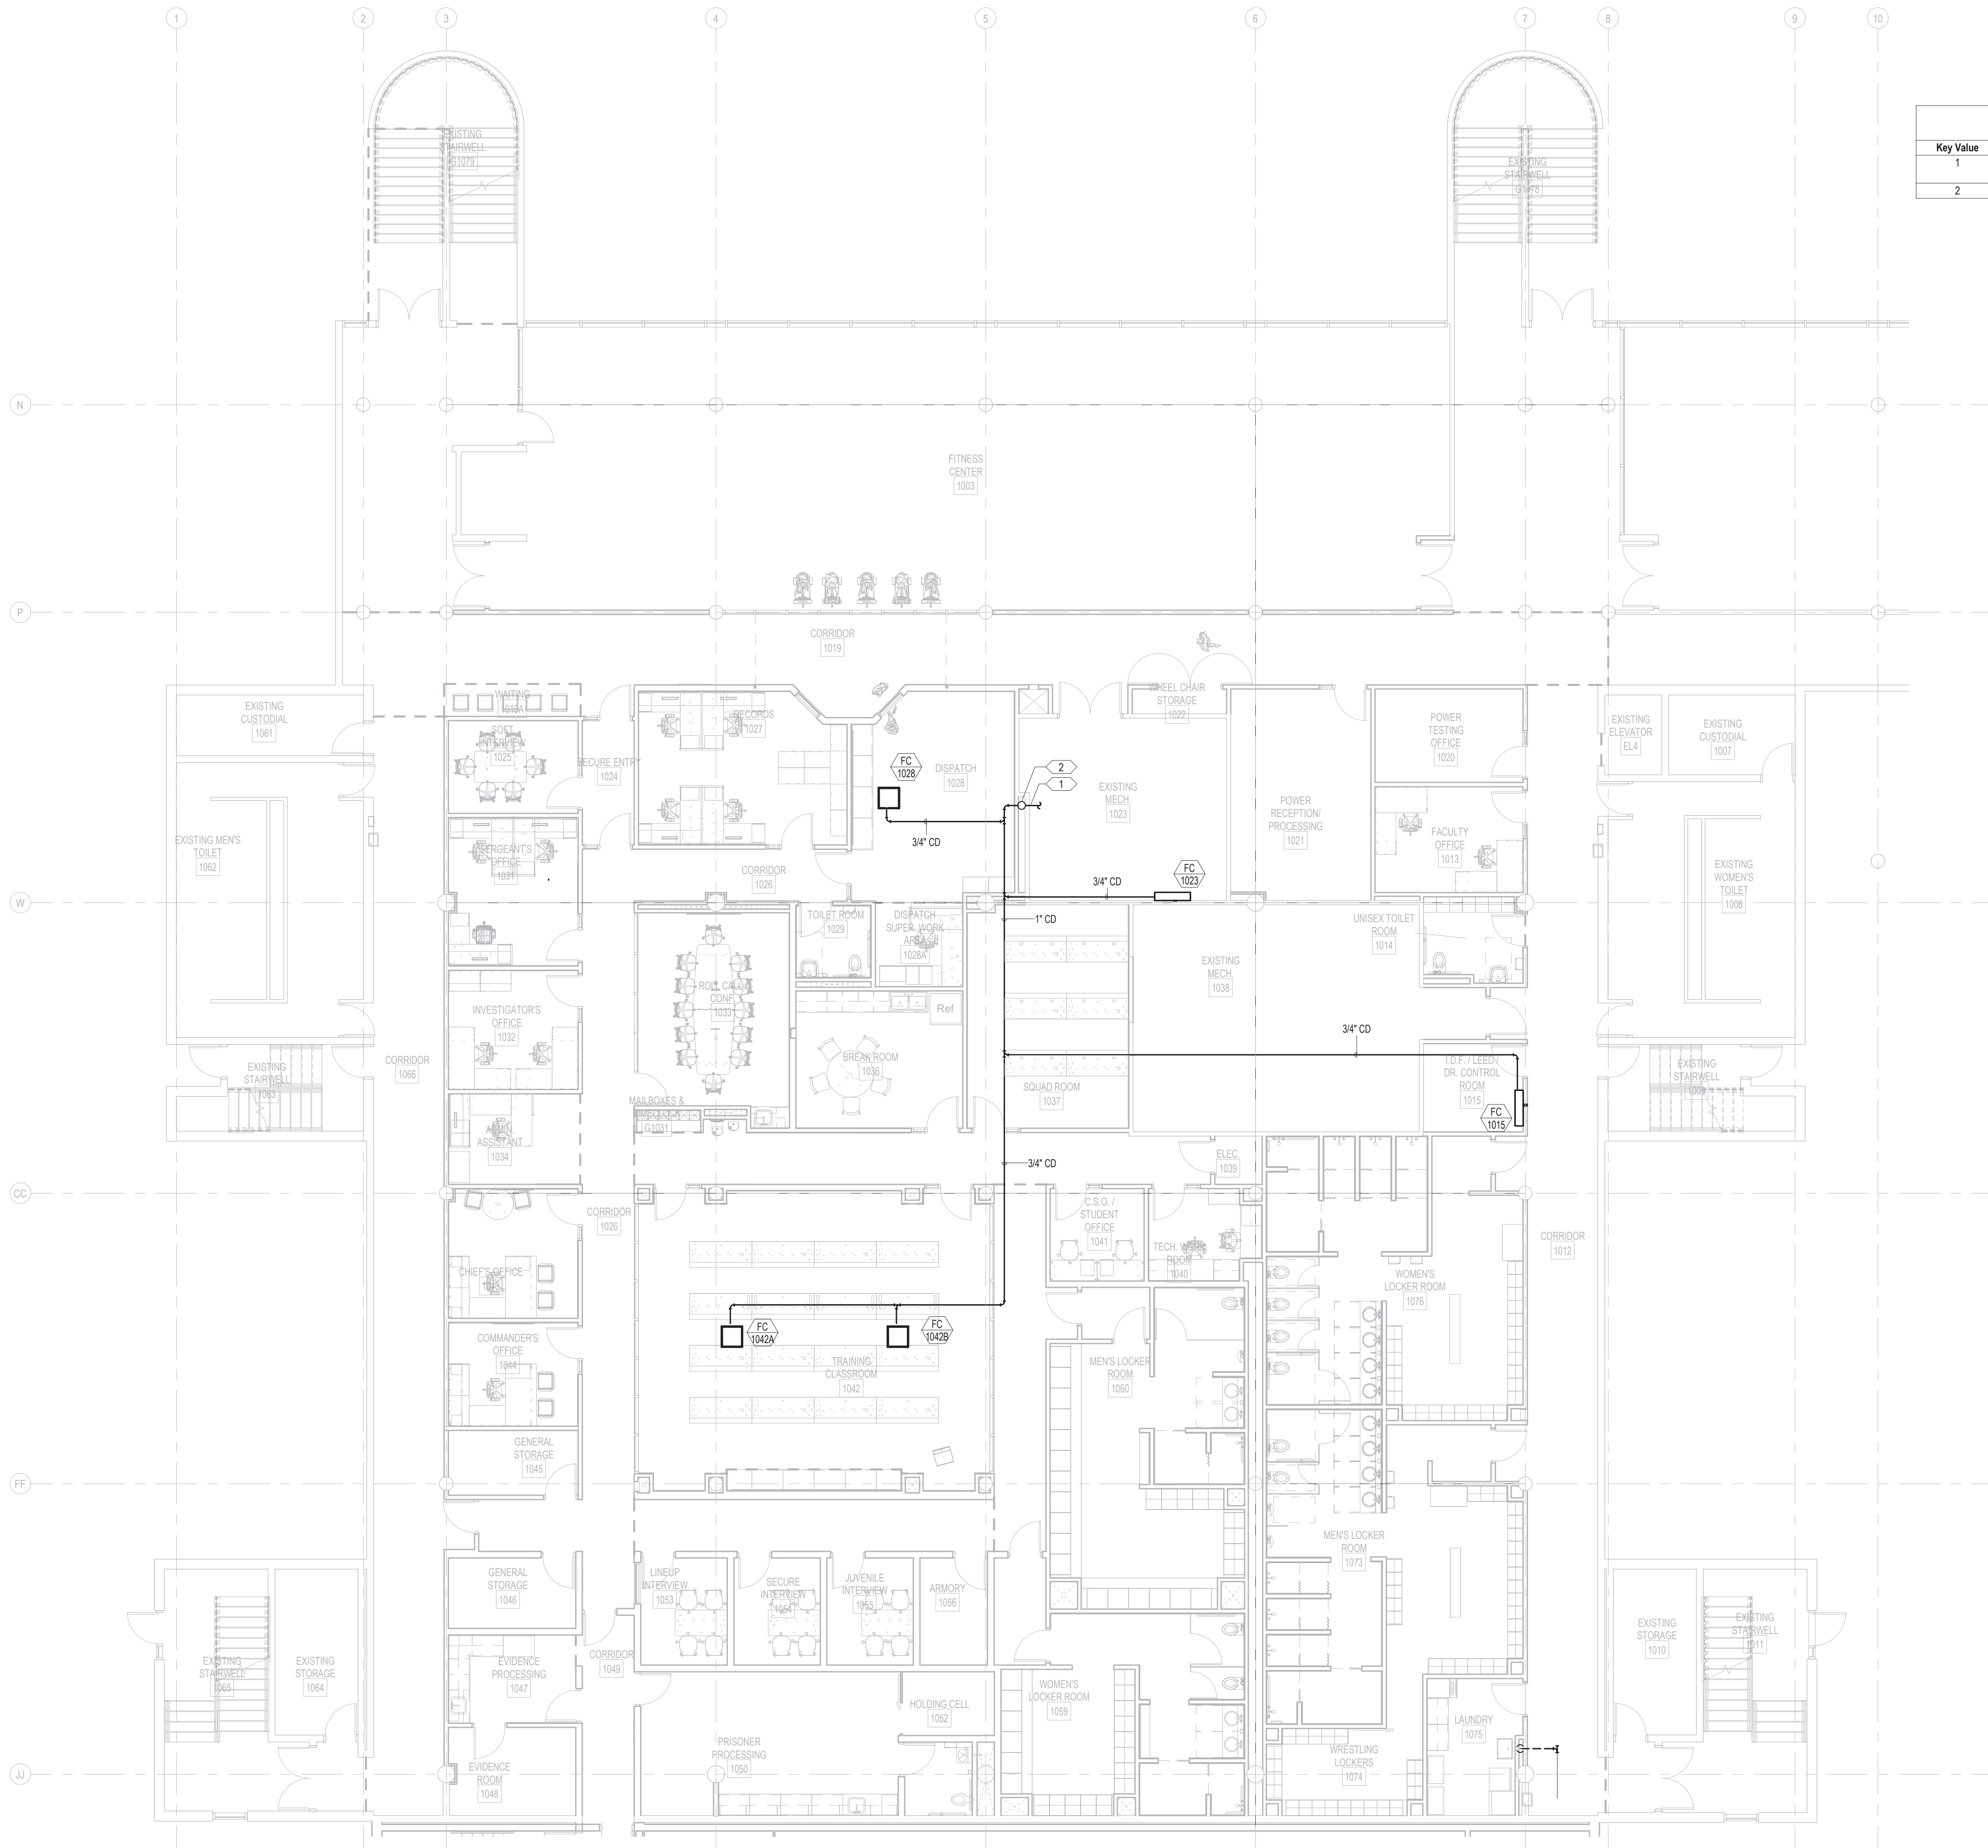 1
2
3
4
5
6
7
8
9
10
EXISTING
STAIRWELL
G1079
EXISTING
STAIRWELL
G1078
Key Value
1
2
N
FITNESS
CENTER
1003
P
CORRIDOR
1019
WAITING
1019A
EXISTING
CUSTODIAL
1061
SOFT
INTERVIEW
1025
SECURE ENTRY
1024
RECORDS
1027
FC
1028
DISPATCH
1028
2
1
3/4" CD
WHEEL CHAIR
STORAGE
1022
EXISTING
MECH.
1023
POWER
RECEPTION/
PROCESSING
1021
POWER
TESTING
OFFICE
1020
EXISTING
ELEVATOR
EL4
EXISTING
CUSTODIAL
1007
EXISTING MEN'S
TOILET
1062
SERGEANT'S
OFFICE
1031
CORRIDOR
1026
FACULTY
OFFICE
1013
EXISTING
WOMEN'S
TOILET
1008
3/4" CD
FC
1023
W
TOILET ROOM
1029
DISPATCH
SUPER. WORK
AREA
1028A
1" CD
UNISEX TOILET
ROOM
1014
EXISTING
MECH.
1038
INVESTIGATOR'S
OFFICE
1032
ROLL CALL /
CONF.
1033
Ref
3/4" CD
CORRIDOR
1066
EXISTING
STAIRWELL
1063
BREAK ROOM
1036
SQUAD ROOM
1037
I.D.F. / LEED /
DR. CONTROL
ROOM
1015
FC
1015
EXISTING
STAIRWELL
1009
MAILBOXES &
G1031
ADMIN.
ASSISTANT
1034
3/4" CD
ELEC.
1039
CC
CORRIDOR
1026
C.S.O. /
STUDENT
OFFICE
1041
TECH. WORK
ROOM
1040
CORRIDOR
1012
CHIEF'S OFFICE
WOMEN'S
LOCKER ROOM
1076
FC
1042A
FC
1042B
COMMANDER'S
OFFICE
1044
TRAINING
CLASSROOM
1042
MEN'S LOCKER
ROOM
1060
GENERAL
STORAGE
1045
FF
MEN'S LOCKER
ROOM
1073
GENERAL
STORAGE
1046
LINEUP
INTERVIEW
1053
SECURE
INTERVIEW
1054
JUVENILE
INTERVIEW
1055
ARMORY
1056
EXISTING
STAIRWELL
1065
EXISTING
STORAGE
1064
EVIDENCE
PROCESSING
1047
CORRIDOR
1049
EXISTING
STORAGE
1010
EXISTING
STAIRWELL
1011
HOLDING CELL
1052
WOMEN'S
LOCKER ROOM
1059
LAUNDRY
1075
PRISONER
PROCESSING
1050
WRESTLING
LOCKERS
1074
JJ
EVIDENCE
ROOM
1048